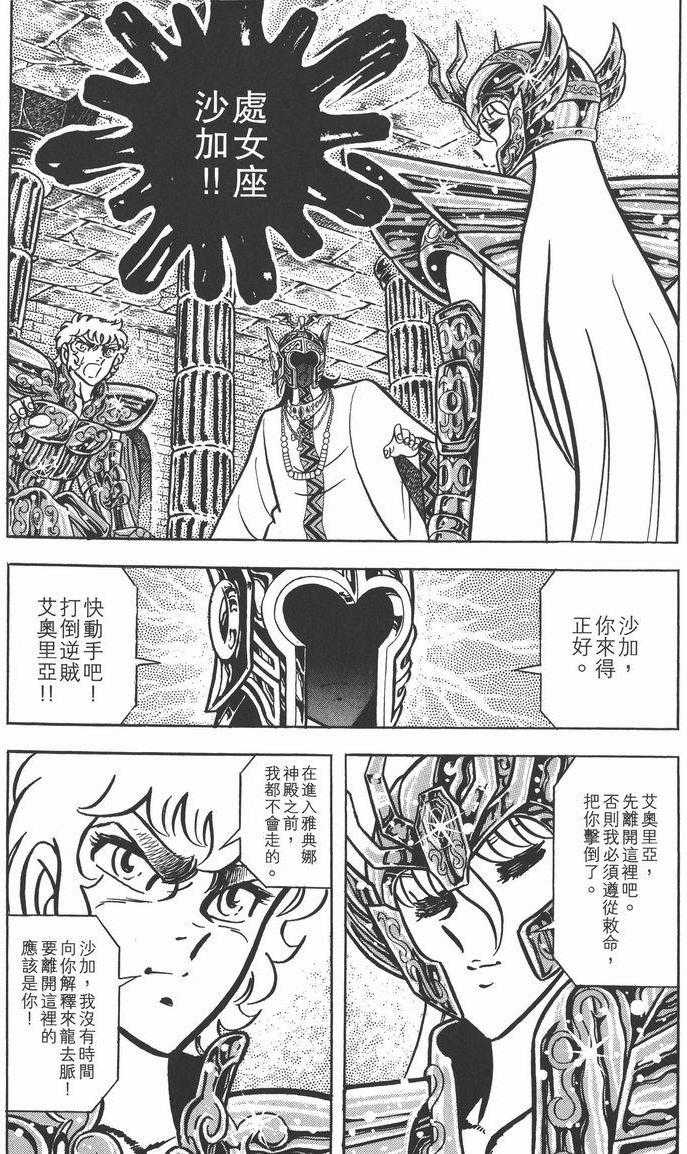 處女座
沙加!!
沙加，
你來得
正好。
快動手吧！
打倒逆賊
艾奧里亞!!
艾奧里亞，
先離開這裡吧。
否則我必須遵從敕命，
把你擊倒了。
在進入雅典娜
神殿之前，
我都不會走的。
沙加，我沒有時間
向你解釋來龍去脈！
要離開這裡的
應該是你！